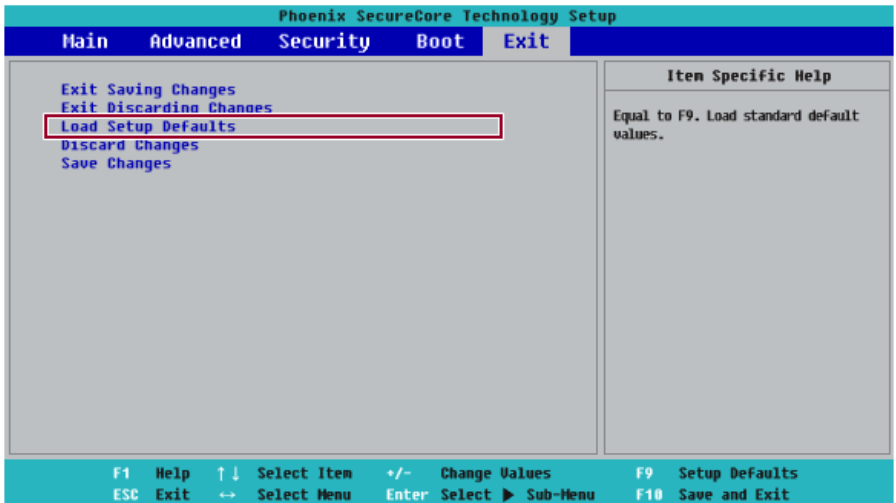 Phoenix SecureCore Technology Setup
Main Advanced Security Boot Exit
Exit Saving Changes
Exit Discarding Changes
Load Setup Defaults
Discard Changes
Save Changes
Item Specific Help
Equal to F9. Load standard default
values.
F1 Help ↑↓ Select Item +/- Change Values F9 Setup Defaults
ESC Exit ↔ Select Menu Enter Select ▶ Sub-Menu F10 Save and Exit